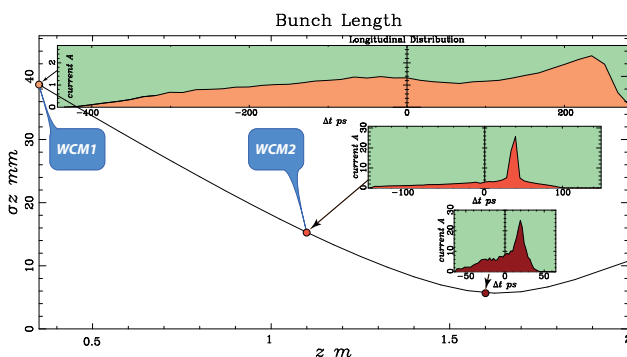 Bunch Length
Longitudinal Distribution
current A
0 1 2
-400 -200 0 200
Δt ps
WCM1
WCM2
current A
0 10 20 30
-100 0 100
Δt ps
current A
0 10 20 30
-50 0 50
Δt ps
σz mm
0 10 20 30 40
0.5 1 1.5 2
z m